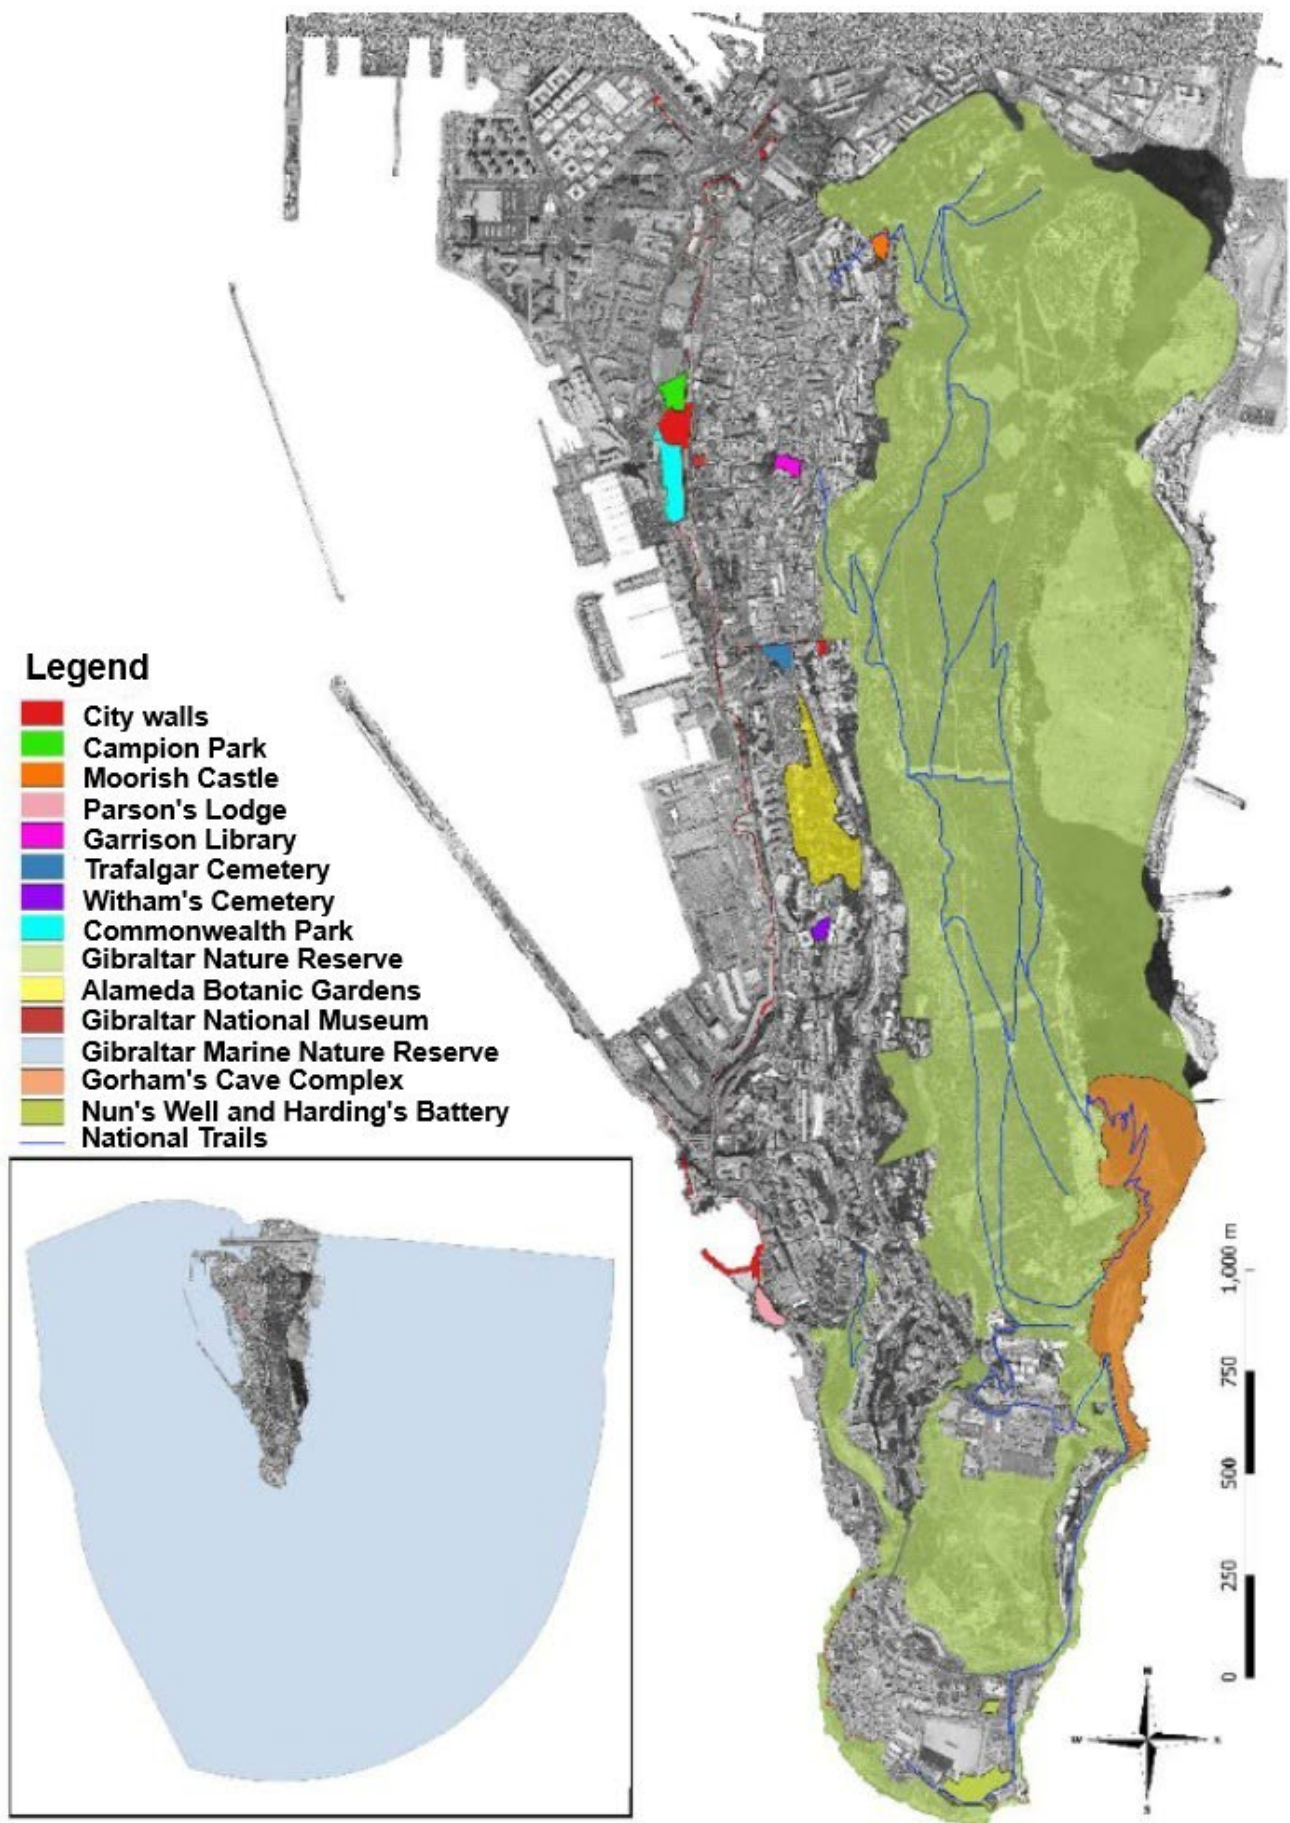 Legend
City walls
Campion Park
Moorish Castle
Parson's Lodge
Garrison Library
Trafalgar Cemetery
Witham's Cemetery
Commonwealth Park
Gibraltar Nature Reserve
Alameda Botanic Gardens
Gibraltar National Museum
Gibraltar Marine Nature Reserve
Gorham's Cave Complex
Nun's Well and Harding's Battery
National Trails
1,000 m
750
500
250
0
N
W
E
S